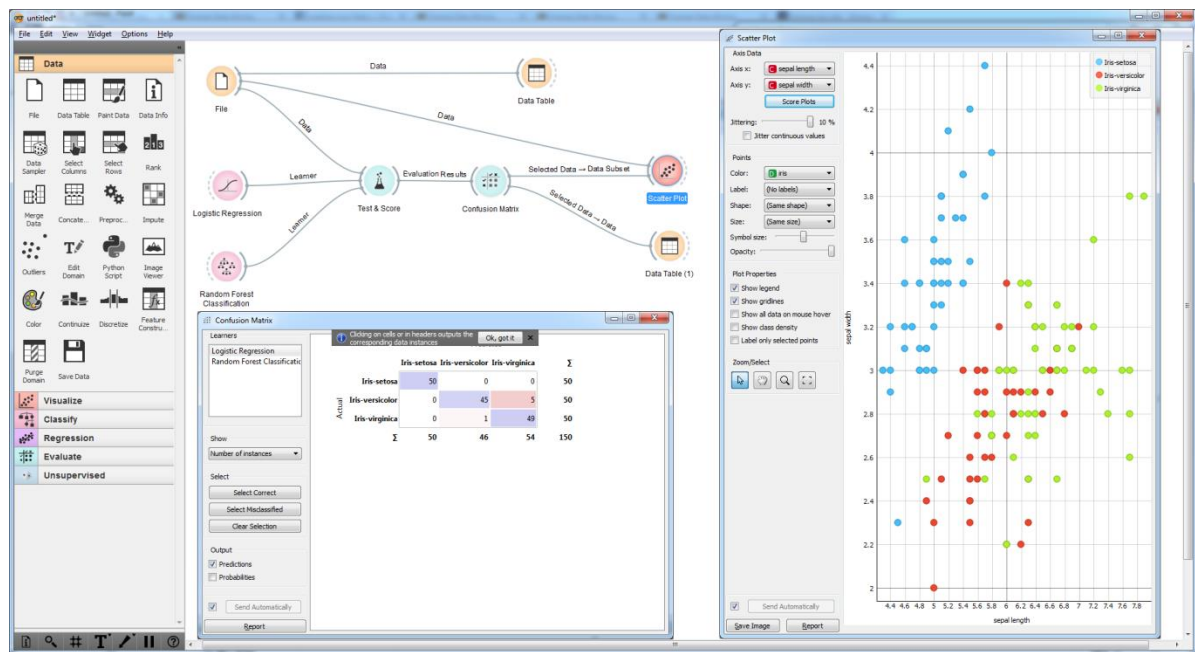 untitled*
File Edit View Widget Options Help
Data
File Data Table Paint Data Data Info
Data Sampler
Select Columns
Select Rows
Rank
Merge Data
Concate...
Preproc...
Impute
Outliers
Edit Domain
Python Script
Image Viewer
Color
Continuize
Discretize
Feature Constru...
Purge Domain
Save Data
Visualize
Classify
Regression
Evaluate
Unsupervised
File
Data
Data Table
Data
Data
Logistic Regression
Learner
Test & Score
Evaluation Results
Confusion Matrix
Selected Data → Data Subset
Scatter Plot
Selected Data → Data
Data Table (1)
Learner
Random Forest
Classification
Confusion Matrix
Learners
Logistic Regression
Random Forest Classificatic
Show
Number of instances
Select
Select Correct
Select Misclassified
Clear Selection
Output
Predictions
Probabilities
Send Automatically
Report
Clicking on cells or in headers outputs the
corresponding data instances
Ok, got it
x
Iris-setosa Iris-versicolor Iris-virginica Σ
Actual
Iris-setosa 50 0 0 50
Iris-versicolor 0 45 5 50
Iris-virginica 0 1 49 50
Σ 50 46 54 150
Scatter Plot
Axis Data
Axis x: C sepal length
Axis y: C sepal width
Score Plots
Jittering: 10 %
Jitter continuous values
Points
Color: D iris
Label: (No labels)
Shape: (Same shape)
Size: (Same size)
Symbol size:
Opacity:
Plot Properties
Show legend
Show gridlines
Show all data on mouse hover
Show class density
Label only selected points
Zoom/Select
Send Automatically
Save Image Report
Iris-setosa
Iris-versicolor
Iris-virginica
4.4
4.2
4
3.8
3.6
3.4
3.2
3
2.8
2.6
2.4
2.2
2
sepal width
4.4 4.6 4.8 5 5.2 5.4 5.6 5.8 6 6.2 6.4 6.6 6.8 7 7.2 7.4 7.6 7.8
sepal length